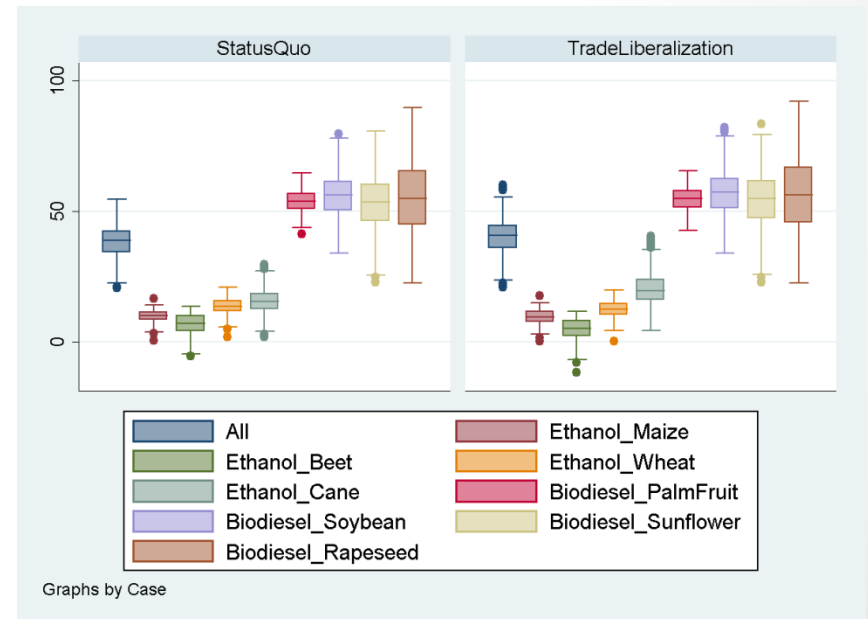 StatusQuo
TradeLiberalization
100
50
0
All
Ethanol_Maize
Ethanol_Beet
Ethanol_Wheat
Ethanol_Cane
Biodiesel_PalmFruit
Biodiesel_Soybean
Biodiesel_Sunflower
Biodiesel_Rapeseed
Graphs by Case